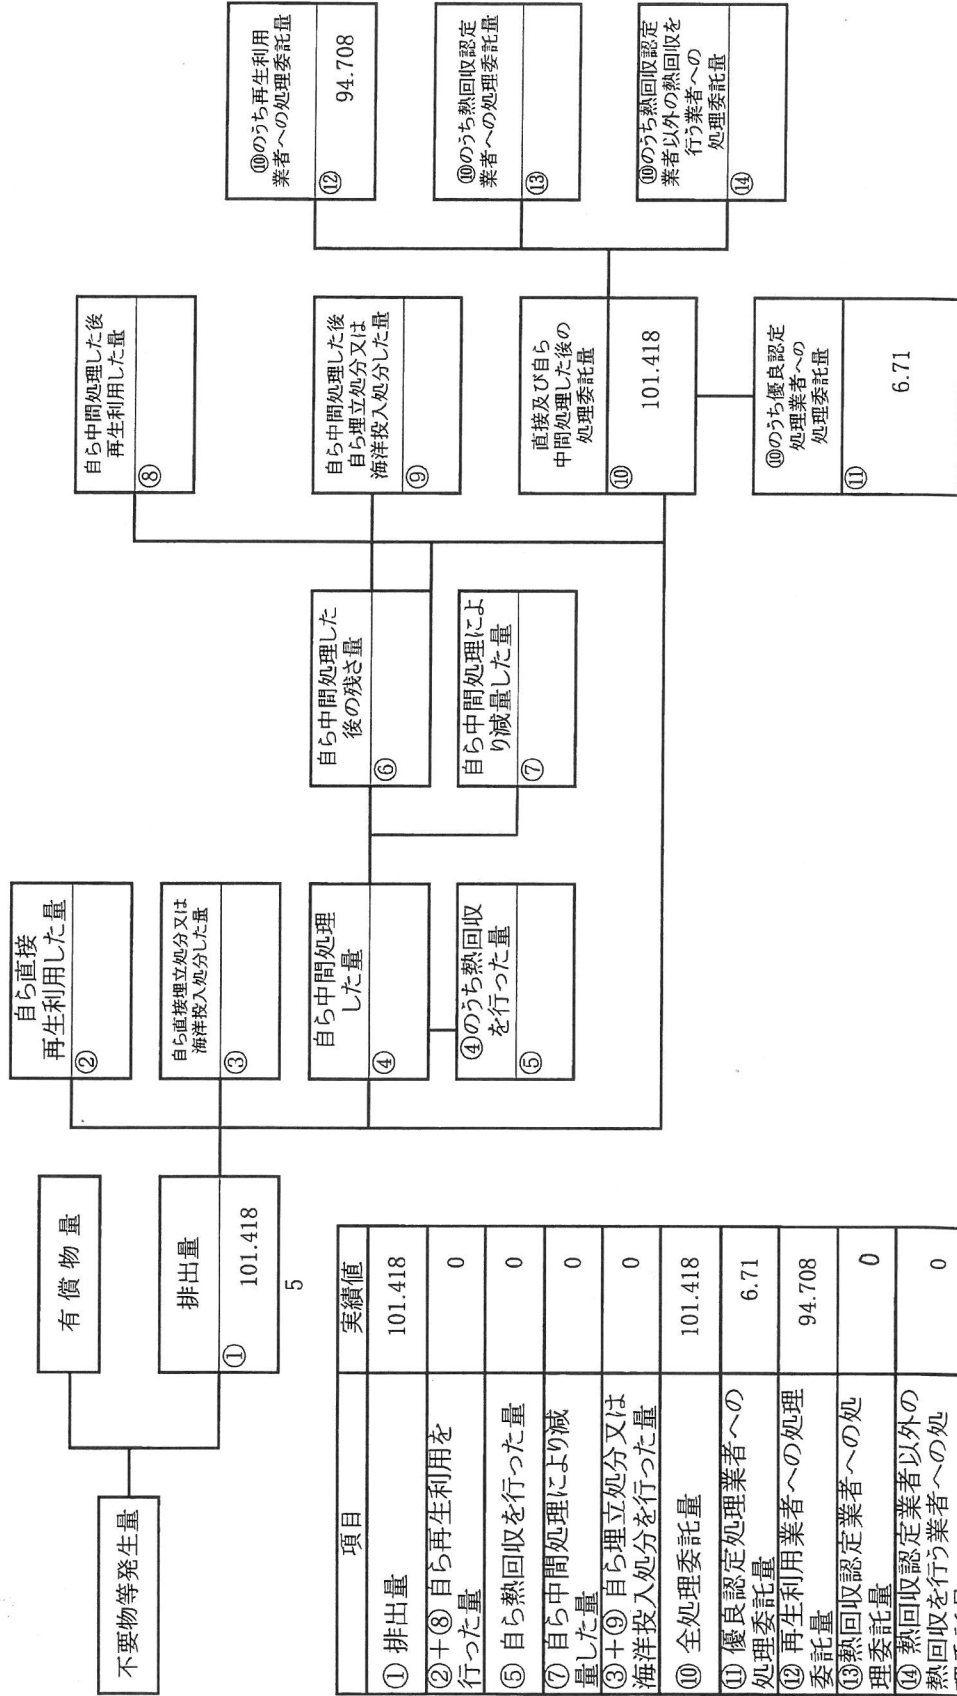 不要物等発生量
有償物量
排出量
①
101.418
5
自ら直接
再生利用した量
②
自ら直接埋立処分又は
海洋投入処分した量
③
自ら中間処理
した量
④
④のうち熱回収
を行った量
⑤
自ら中間処理した
後の残さ量
⑥
自ら中間処理によ
り減量した量
⑦
自ら中間処理した後
再生利用した量
⑧
自ら中間処理した後
自ら埋立処分又は
海洋投入処分した量
⑨
直接及び自ら
中間処理した後の
処理委託量
⑩
101.418
⑩のうち優良認定
処理業者への
処理委託量
⑪
6.71
⑩のうち再生利用
業者への処理委託量
⑫
94.708
⑩のうち熱回収認定
業者への処理委託量
⑬
⑩のうち熱回収認定
業者以外の熱回収を
行う業者への
処理委託量
⑭
項目 実績値
① 排出量 101.418
②+⑧ 自ら再生利用を
行った量 0
⑤ 自ら熱回収を行った量 0
⑦ 自ら中間処理により減
量した量 0
③+⑨ 自ら埋立処分又は
海洋投入処分を行った量 0
⑩ 全処理委託量 101.418
⑪ 優良認定処理業者への
処理委託量 6.71
⑫ 再生利用業者への処理
委託量 94.708
⑬熱回収認定業者への処
理委託量 0
⑭ 熱回収認定業者以外の
熱回収を行う業者への処 0